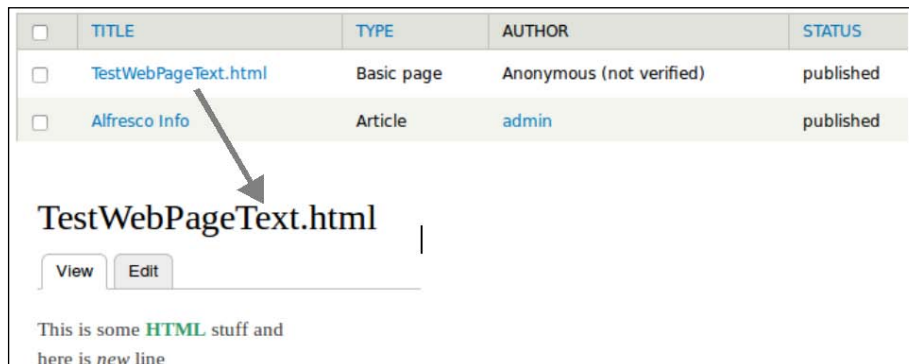 TITLE TYPE AUTHOR STATUS
TestWebPageText.html Basic page Anonymous (not verified) published
Alfresco Info Article admin published
TestWebPageText.html
View Edit
This is some HTML stuff and
here is new line